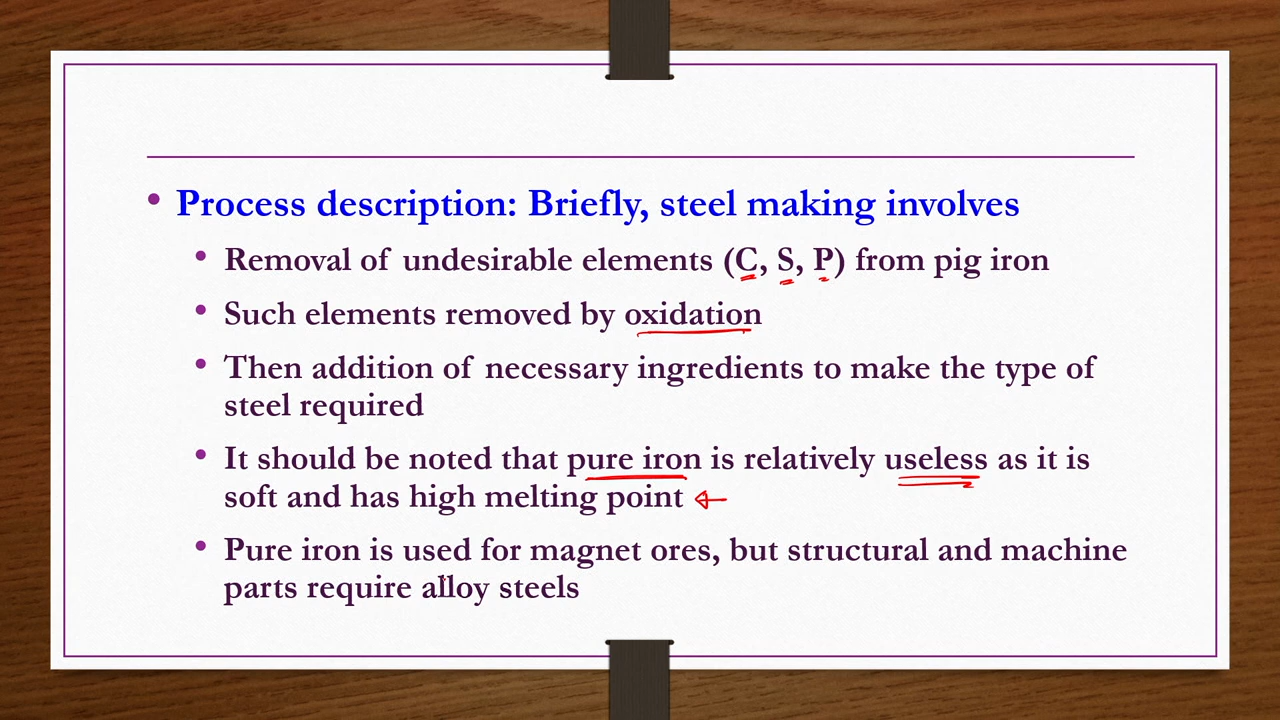 Process description: Briefly, steel making involves
Removal of undesirable elements (C, S, P) from pig iron
Such elements removed by oxidation
Then addition of necessary ingredients to make the type of
steel required
It should be noted that pure iron is relatively useless as it is
soft and has high melting point
Pure iron is used for magnet ores, but structural and machine
parts require alloy steels